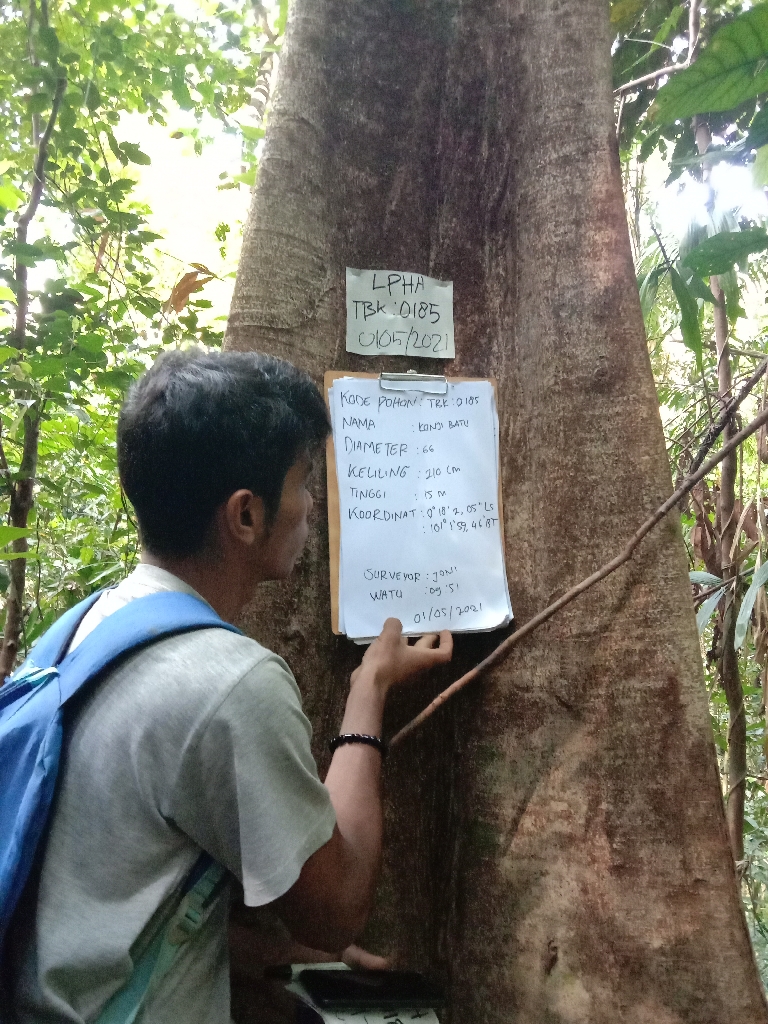 LPHA
TBK : 0185
0105/2021
KODE POHON : TBK : 0185
NAMA : KONJI BATU
DIAMETER : 66
KELILING : 210 Cm
TINGGI : 15 m
KOORDINAT : 0° 18' 2, 05" LS
: 101° 1' 59, 46" BT
SURVEYOR : JONI
WATU : 09 '51
01/05/2021